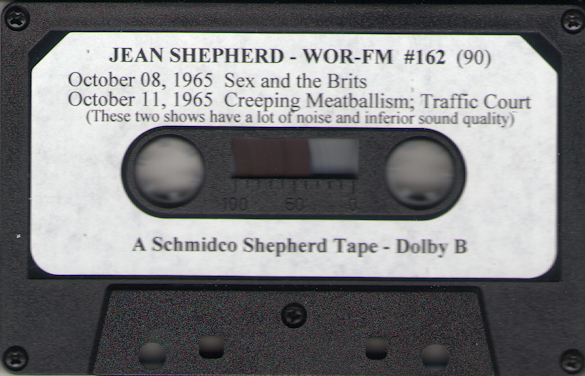 JEAN SHEPHERD - WOR-FM #162 (90)
October 08, 1965 Sex and the Brits
October 11, 1965 Creeping Meatballism; Traffic Court
(These two shows have a lot of noise and inferior sound quality)
100 50 0
A Schmidco Shepherd Tape - Dolby B